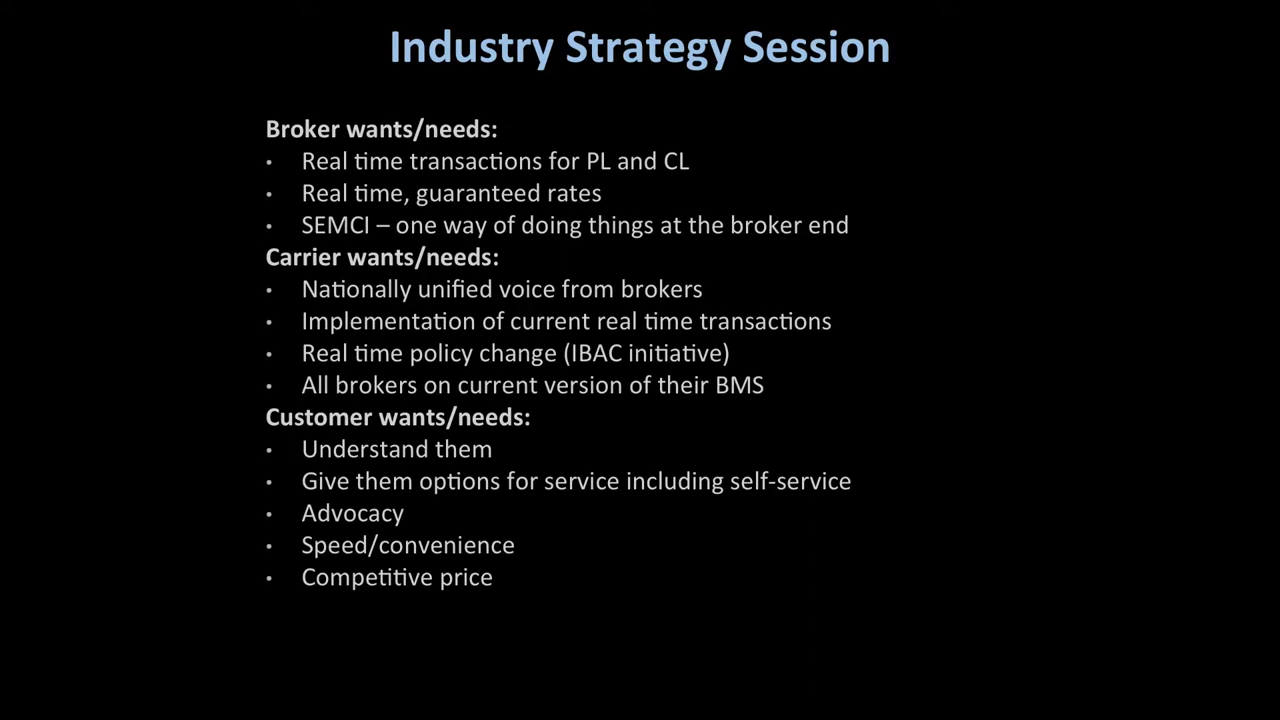 Industry Strategy Session
Broker wants/needs:
• Real time transactions for PL and CL
• Real time, guaranteed rates
• SEMCI – one way of doing things at the broker end
Carrier wants/needs:
• Nationally unified voice from brokers
• Implementation of current real time transactions
• Real time policy change (IBAC initiative)
• All brokers on current version of their BMS
Customer wants/needs:
• Understand them
• Give them options for service including self-service
• Advocacy
• Speed/convenience
• Competitive price